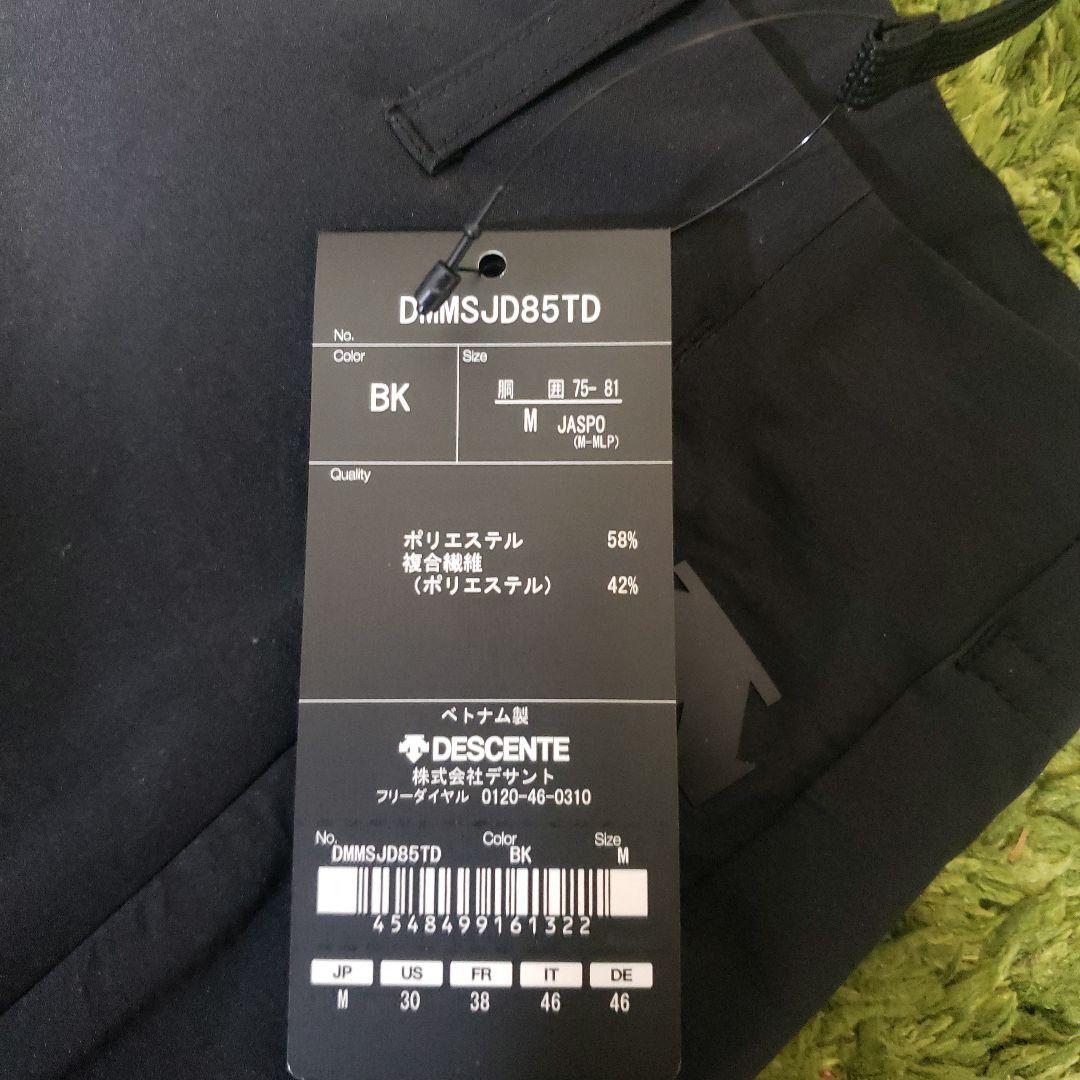 DMMSJD85TD
No.
Color
Size
BK
胴 囲 75- 81
M JASPO
(M-MLP)
Quality
ポリエステル 58%
複合繊維
(ポリエステル) 42%
ベトナム製
DESCENTE
株式会社デサント
フリーダイヤル 0120-46-0310
No. Color Size
DMMSJD85TD BK M
4548499161322
JP US FR IT DE
M 30 38 46 46